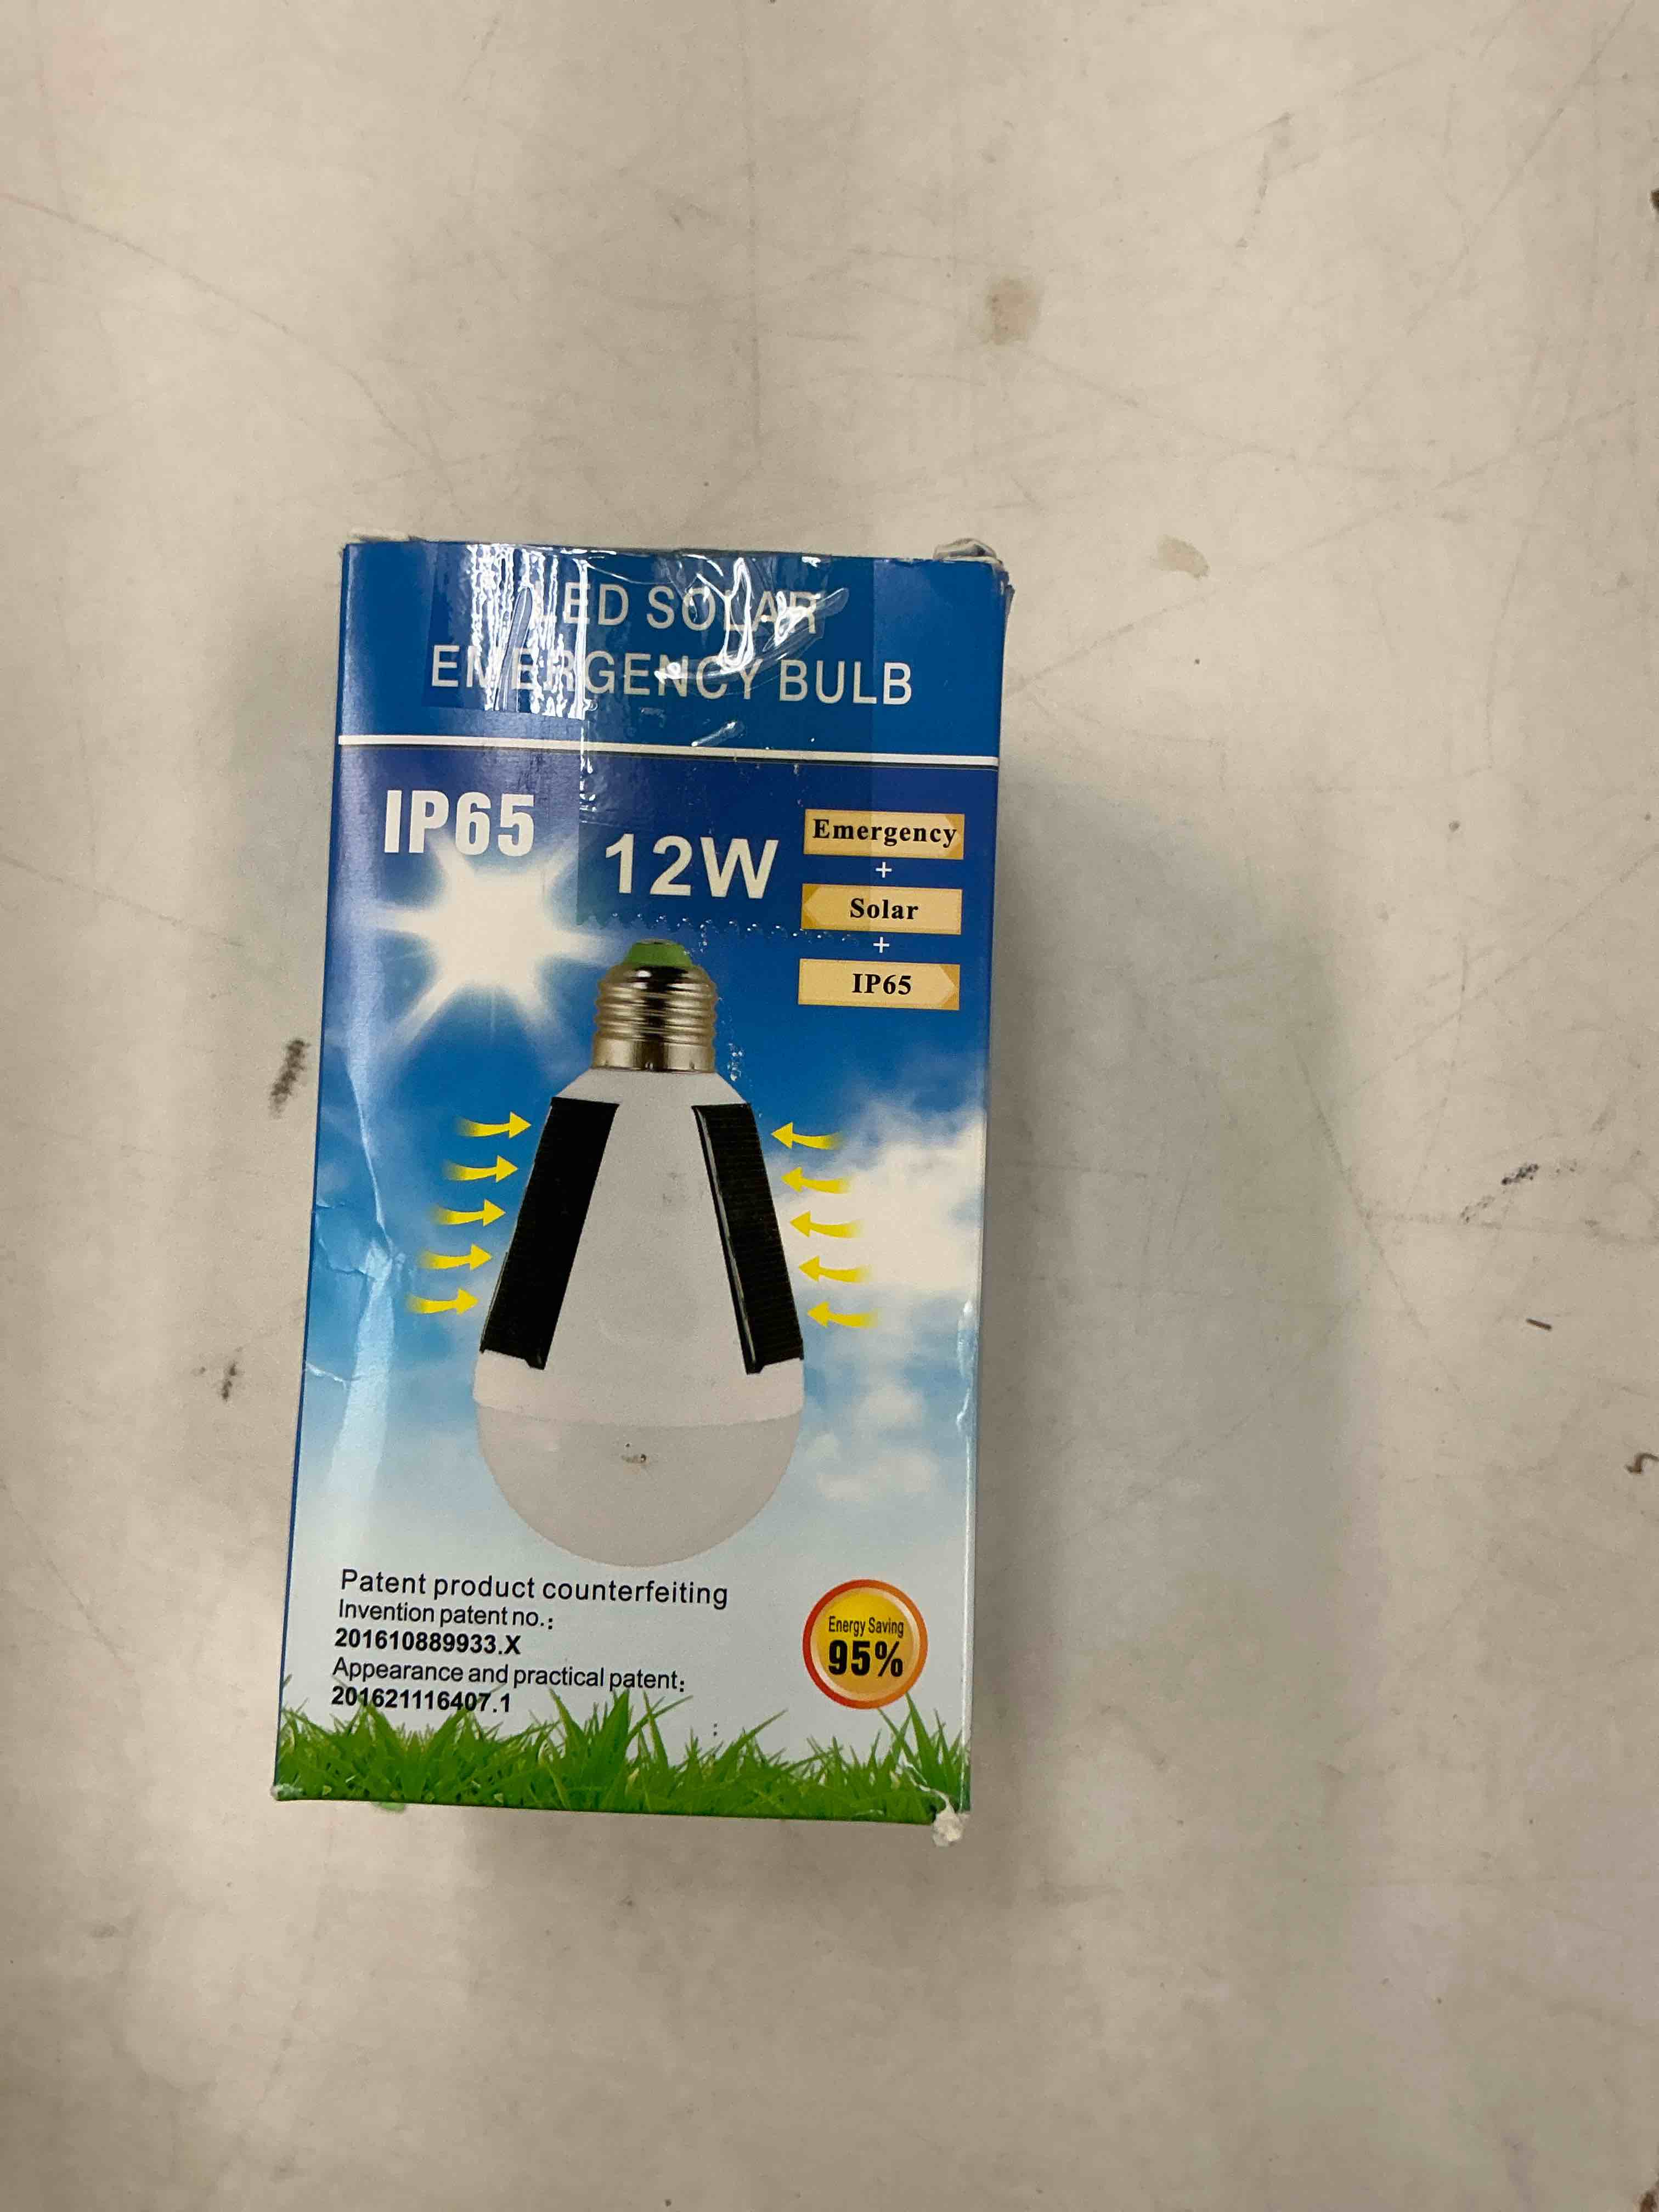 LED SOLAR
EMERGENCY BULB
IP65
12W
Emergency
+
Solar
+
IP65
Patent product counterfeiting
Invention patent no.:
201610889933.X
Appearance and practical patent:
201621116407.1
Energy Saving
95%